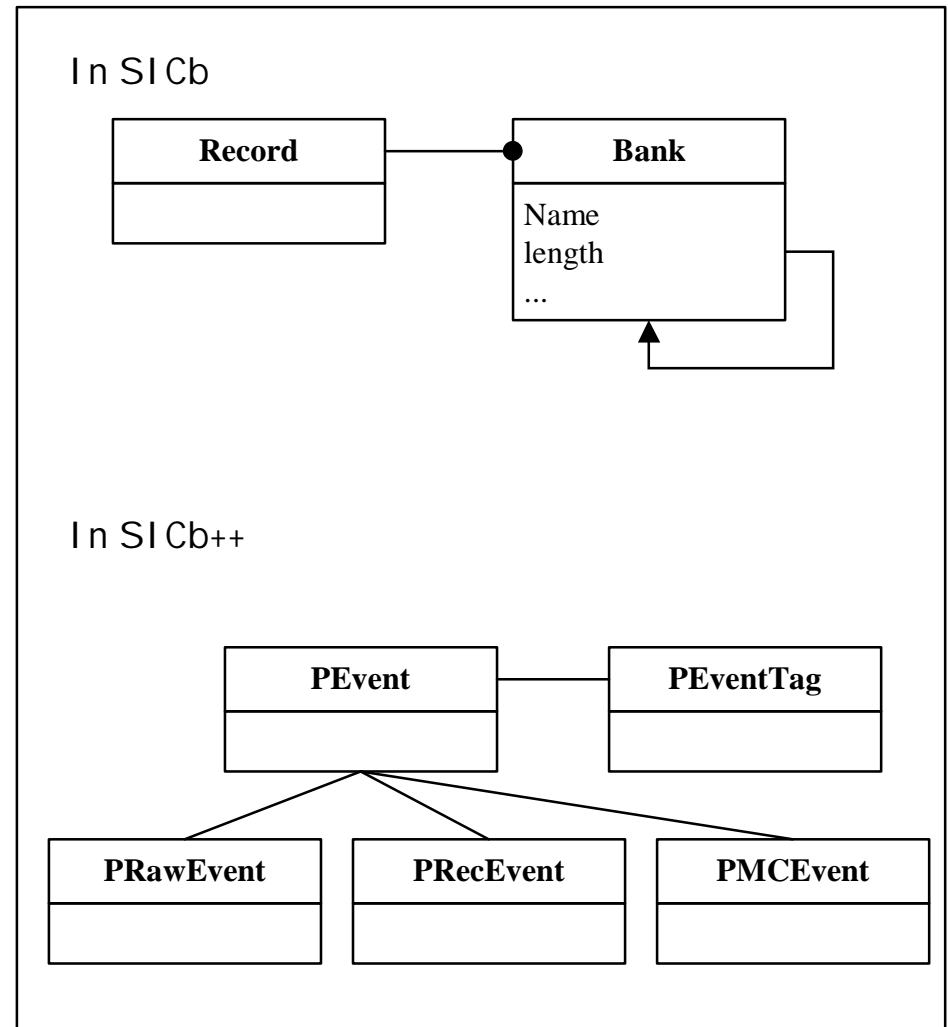 In SICb
Record
Bank
Name
length
...
In SICb++
PEvent
PEventTag
PRawEvent
PRecEvent
PMCEvent